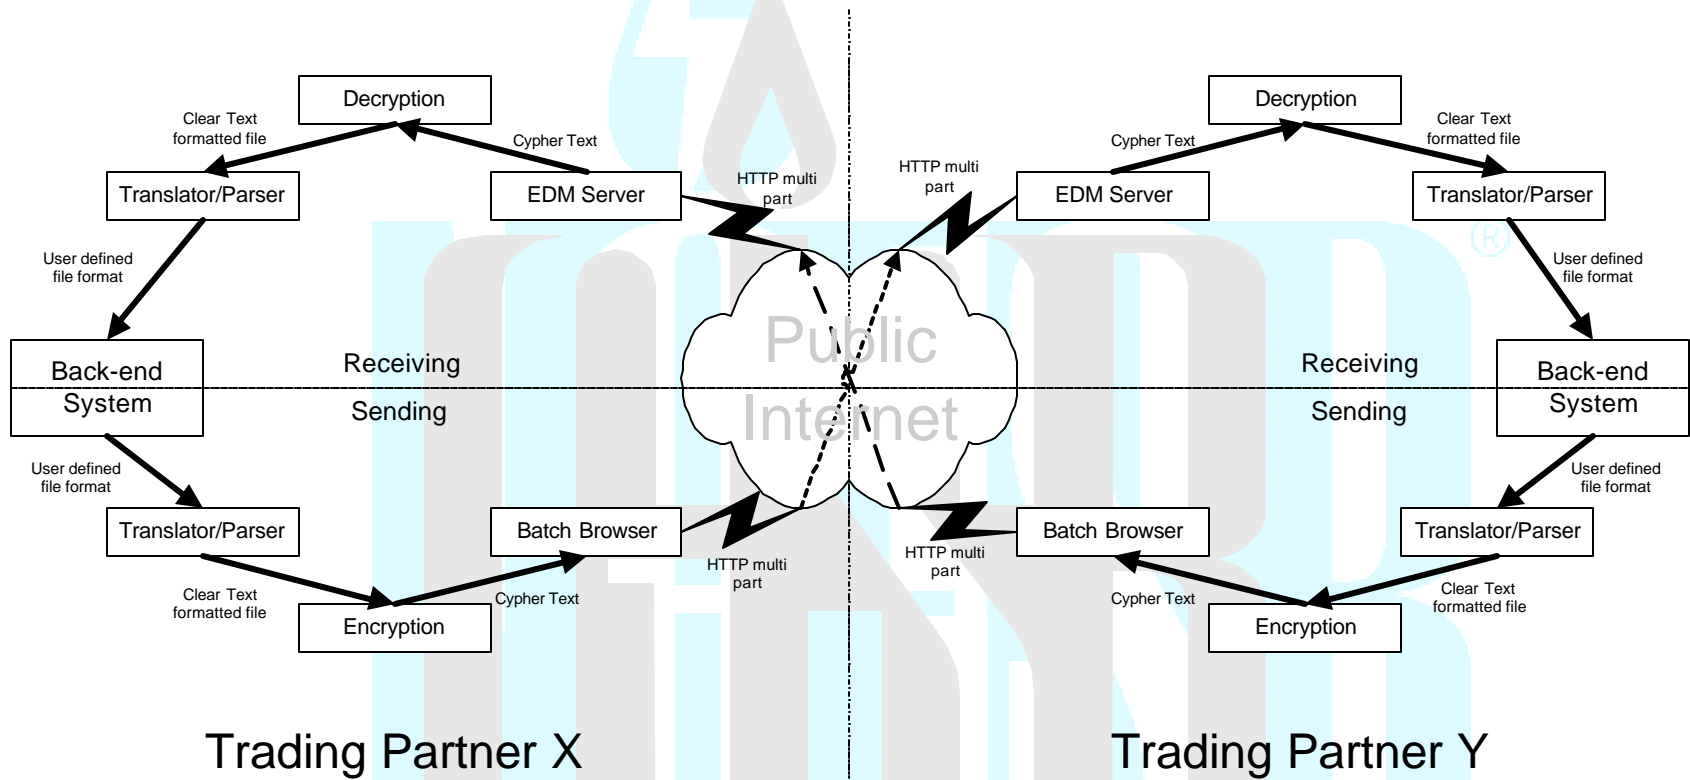 Decryption
Clear Text
formatted file
Cypher Text
Translator/Parser
EDM Server
HTTP multi
part
User defined
file format
Back-end
System
Receiving
Sending
User defined
file format
Translator/Parser
Batch Browser
HTTP multi
part
Clear Text
formatted file
Cypher Text
Encryption
Trading Partner X
Public
Internet
Decryption
Cypher Text
Clear Text
formatted file
HTTP multi
part
EDM Server
Translator/Parser
®
User defined
file format
Receiving
Sending
Back-end
System
User defined
file format
Batch Browser
Translator/Parser
HTTP multi
part
Cypher Text
Clear Text
formatted file
Encryption
Trading Partner Y